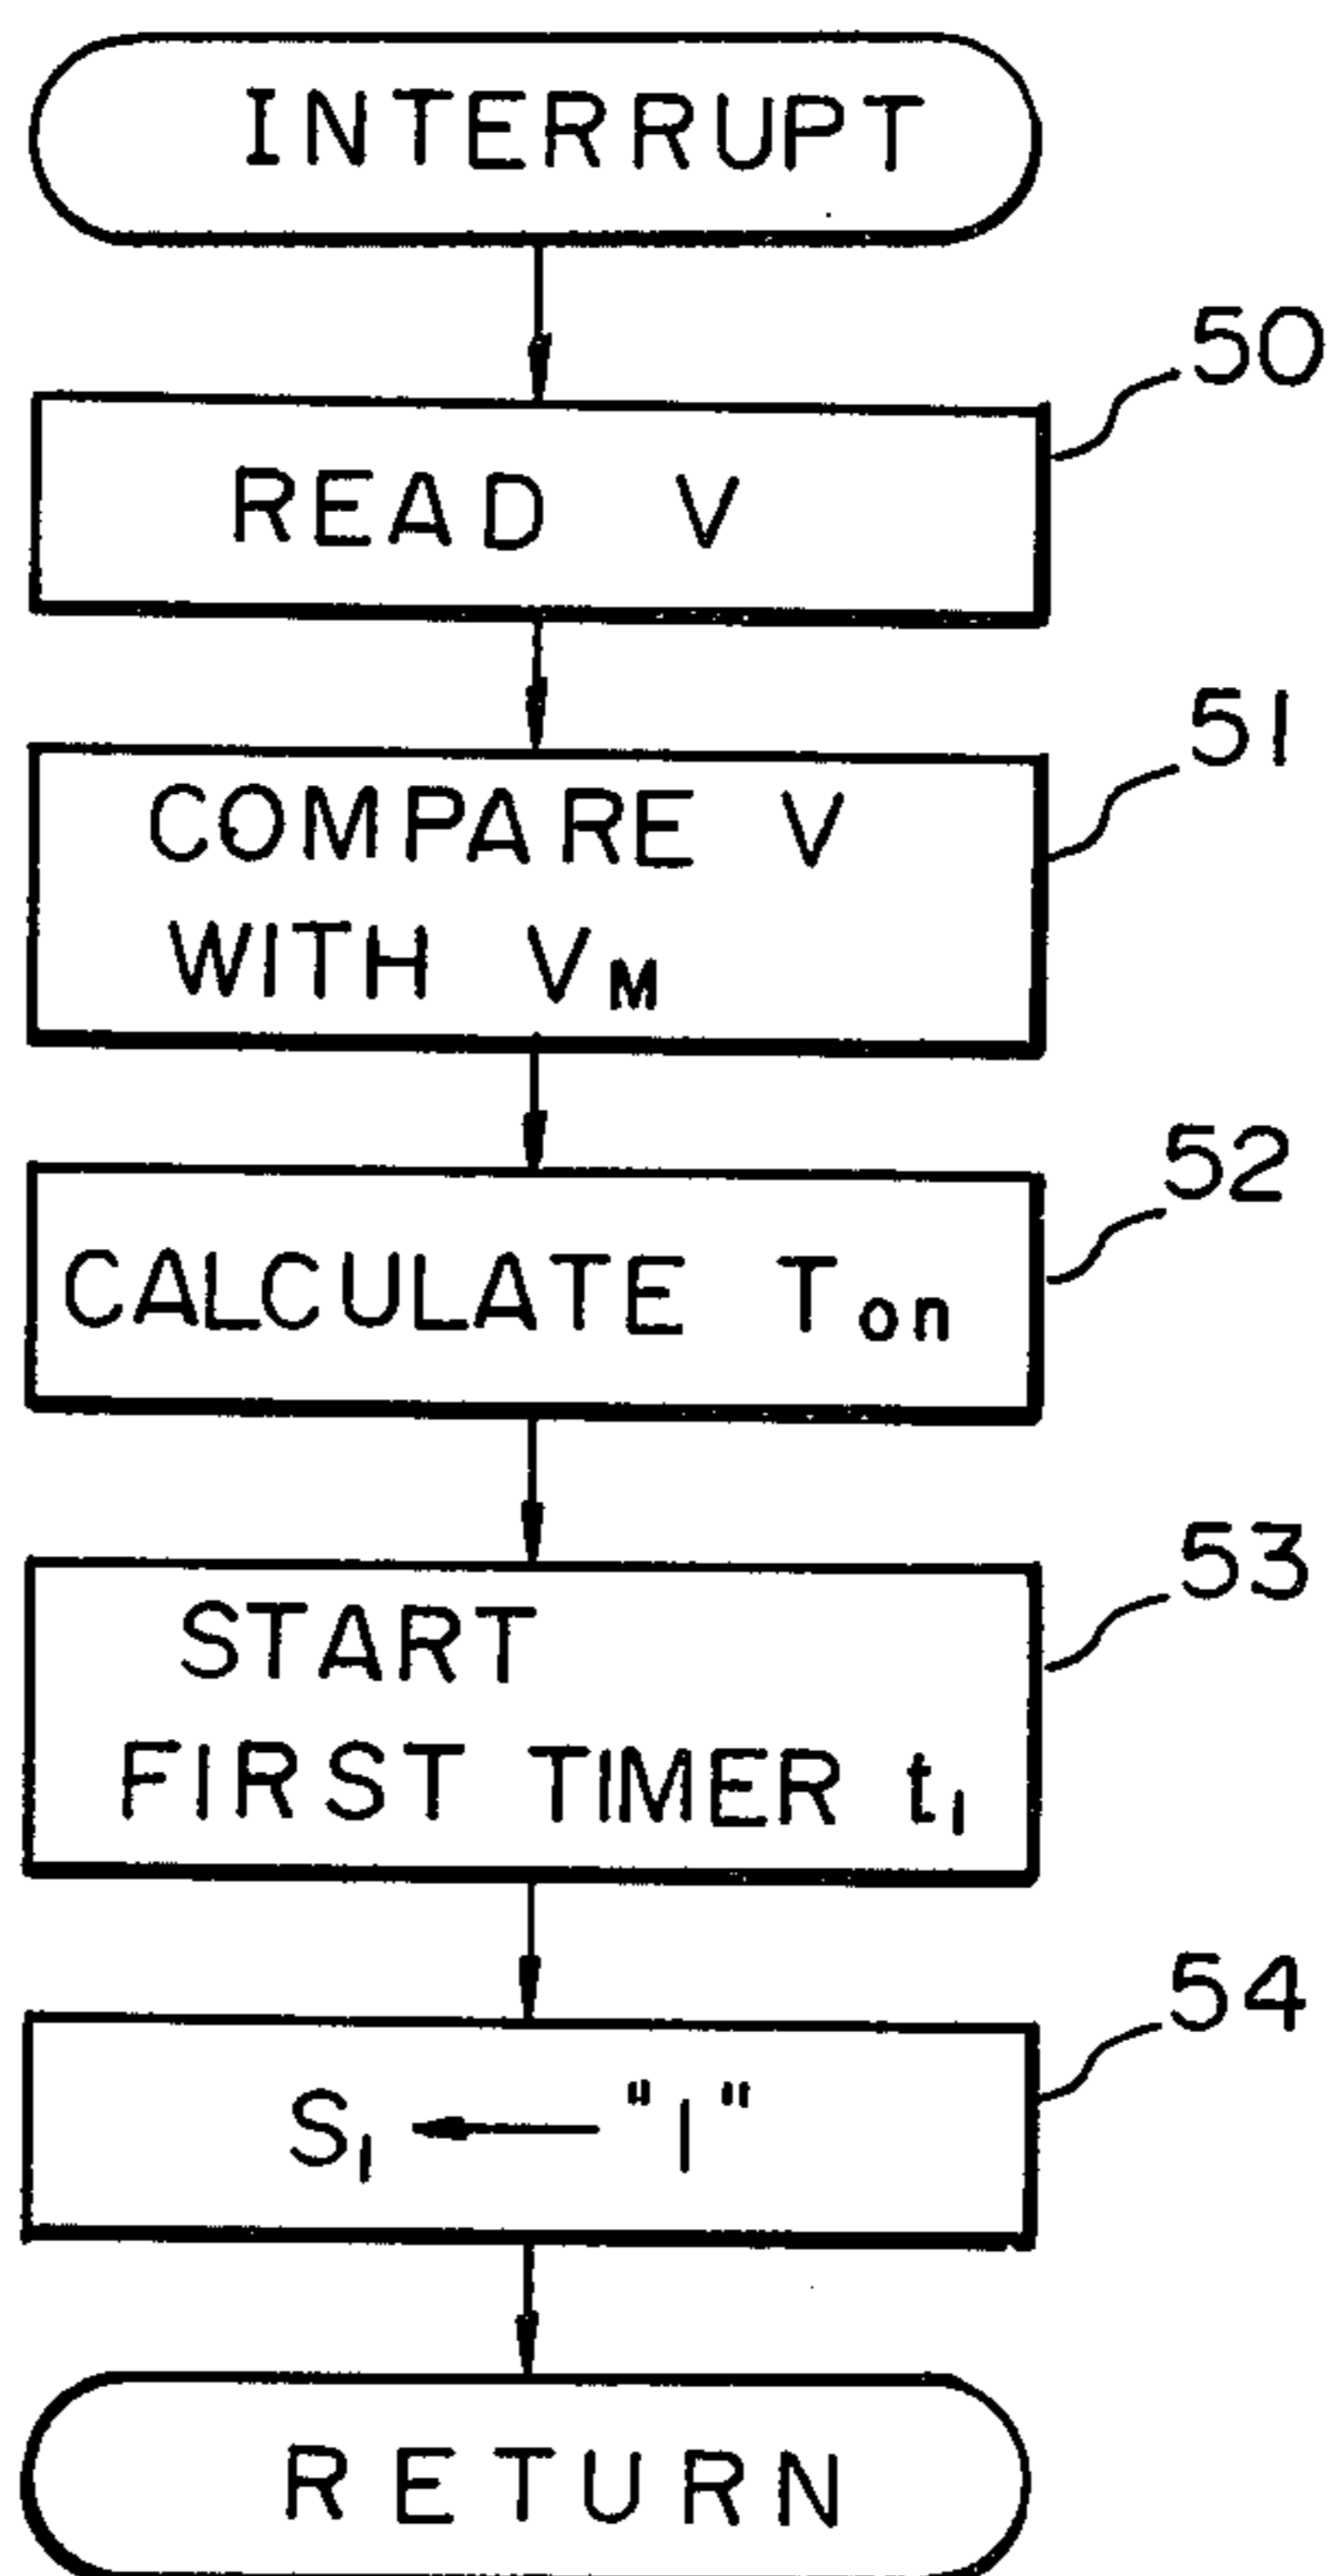 INTERRUPT
50
READ V
51
COMPARE V
WITH VM
52
CALCULATE Ton
53
START
FIRST TIMER t1
54
S1 ← "1"
RETURN